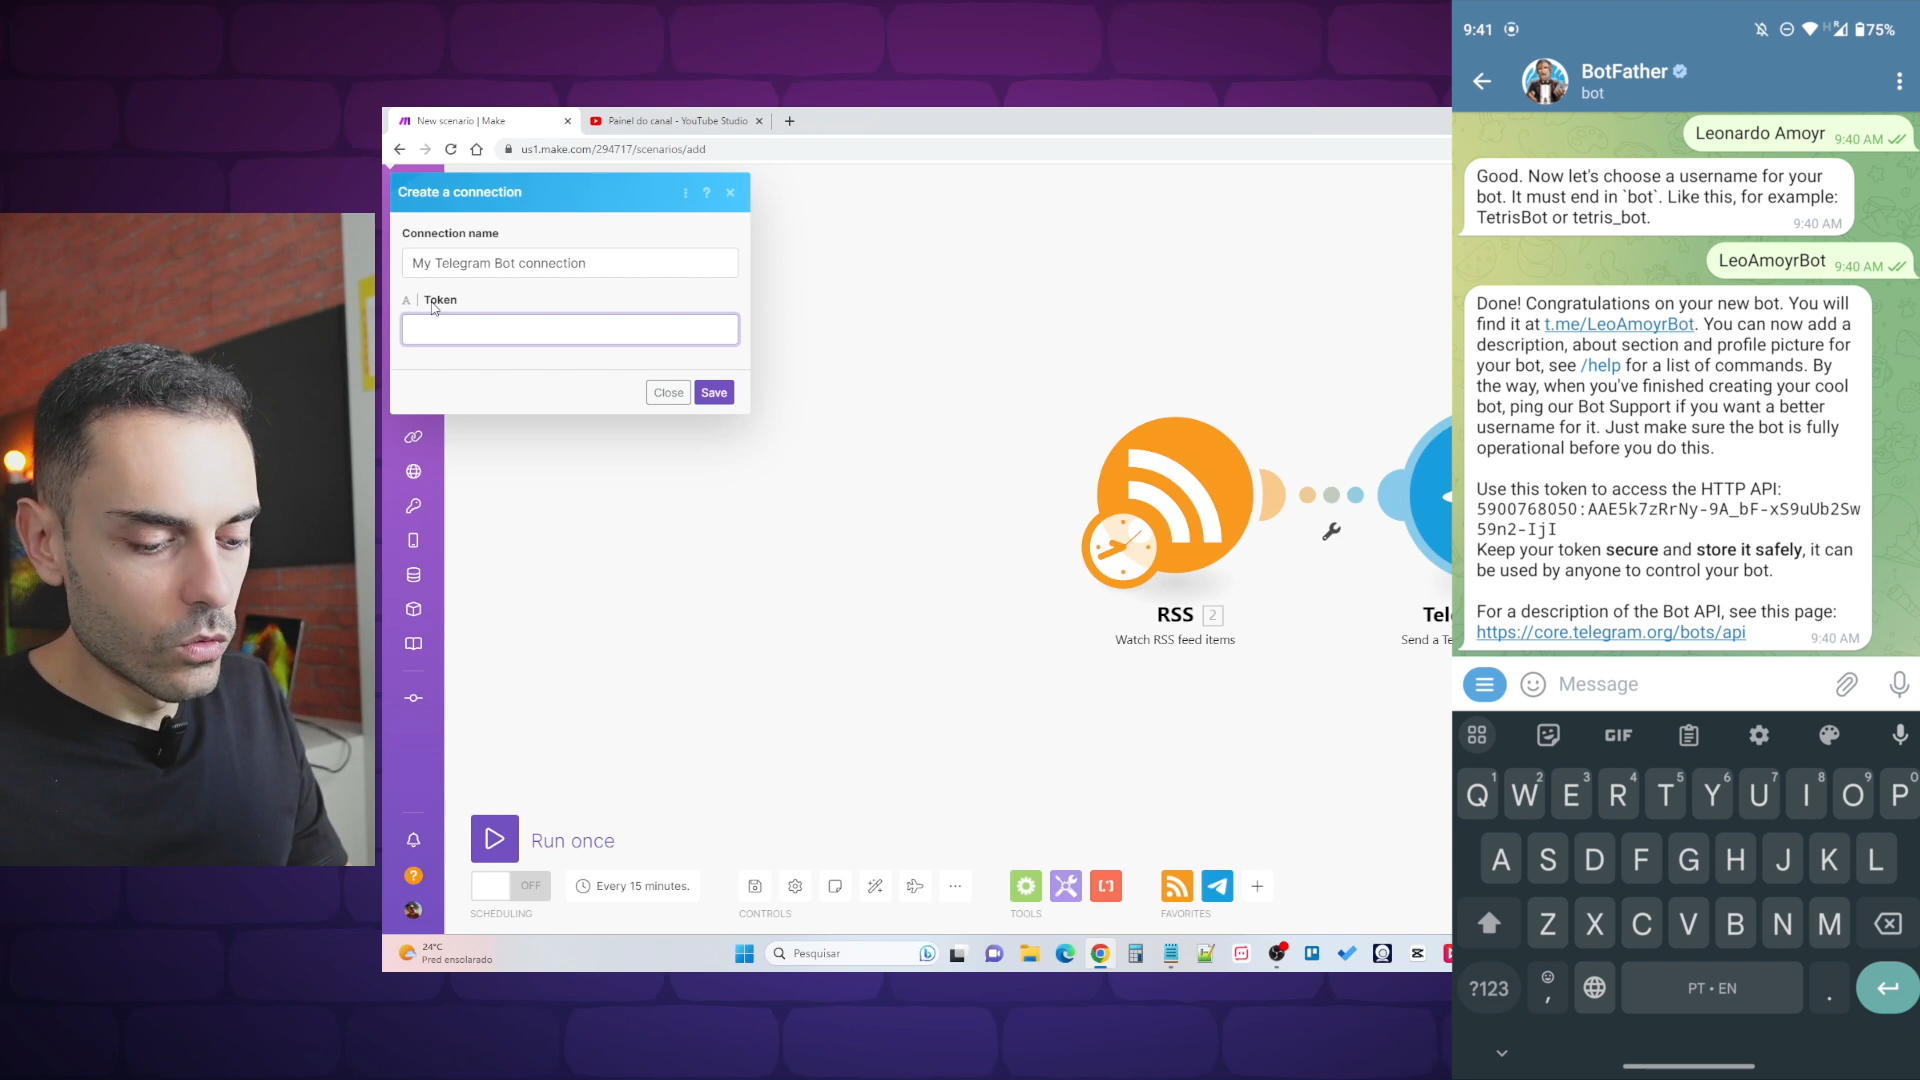 New scenario | Make
Painel do canal - YouTube Studio
us1.make.com/294717/scenarios/add
Create a connection
Connection name
My Telegram Bot connection
A
Token
Close
Save
RSS 2
Watch RSS feed items
Tel
Send a Te
Run once
OFF
Every 15 minutes.
SCHEDULING
CONTROLS
TOOLS
FAVORITES
24°C
Pred ensolarado
Pesquisar
9:41
H R 75%
BotFather
bot
Leonardo Amoyr 9:40 AM
Good. Now let's choose a username for your
bot. It must end in `bot`. Like this, for example:
TetrisBot or tetris_bot.
9:40 AM
LeoAmoyrBot 9:40 AM
Done! Congratulations on your new bot. You will
find it at t.me/LeoAmoyrBot. You can now add a
description, about section and profile picture for
your bot, see /help for a list of commands. By
the way, when you've finished creating your cool
bot, ping our Bot Support if you want a better
username for it. Just make sure the bot is fully
operational before you do this.
Use this token to access the HTTP API:
5900768050:AAE5k7zRrNy-9A_bF-xS9uUb2Sw
59n2-IjI
Keep your token secure and store it safely, it can
be used by anyone to control your bot.
For a description of the Bot API, see this page:
https://core.telegram.org/bots/api
9:40 AM
Message
GIF
Q1 W2 E3 R4 T5 Y6 U7 I8 O9 P0
A S D F G H J K L
Z X C V B N M
?123 , PT • EN .